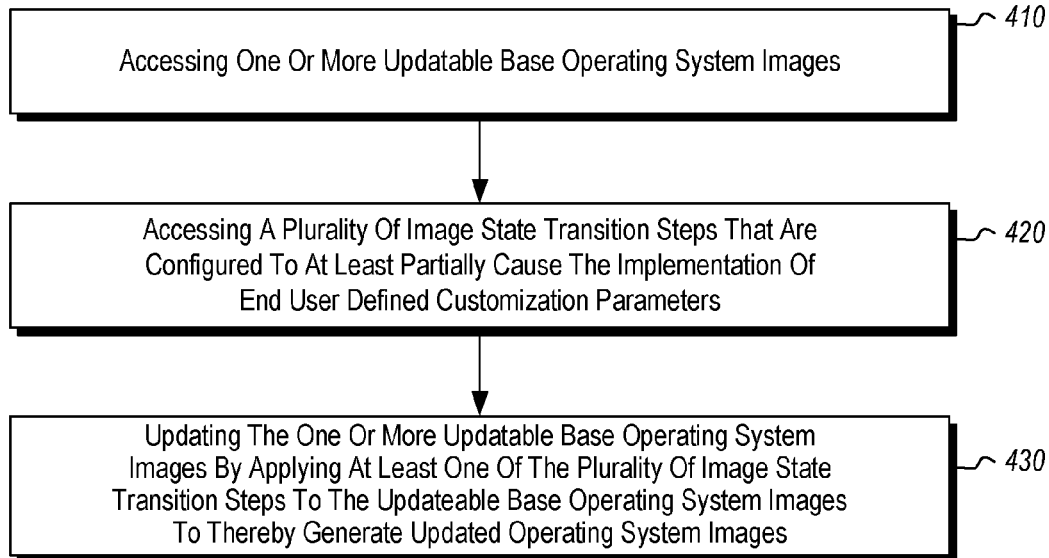 410
Accessing One Or More Updatable Base Operating System Images
Accessing A Plurality Of Image State Transition Steps That Are
Configured To At Least Partially Cause The Implementation Of
End User Defined Customization Parameters
420
Updating The One Or More Updatable Base Operating System
Images By Applying At Least One Of The Plurality Of Image State
Transition Steps To The Updateable Base Operating System Images
To Thereby Generate Updated Operating System Images
430